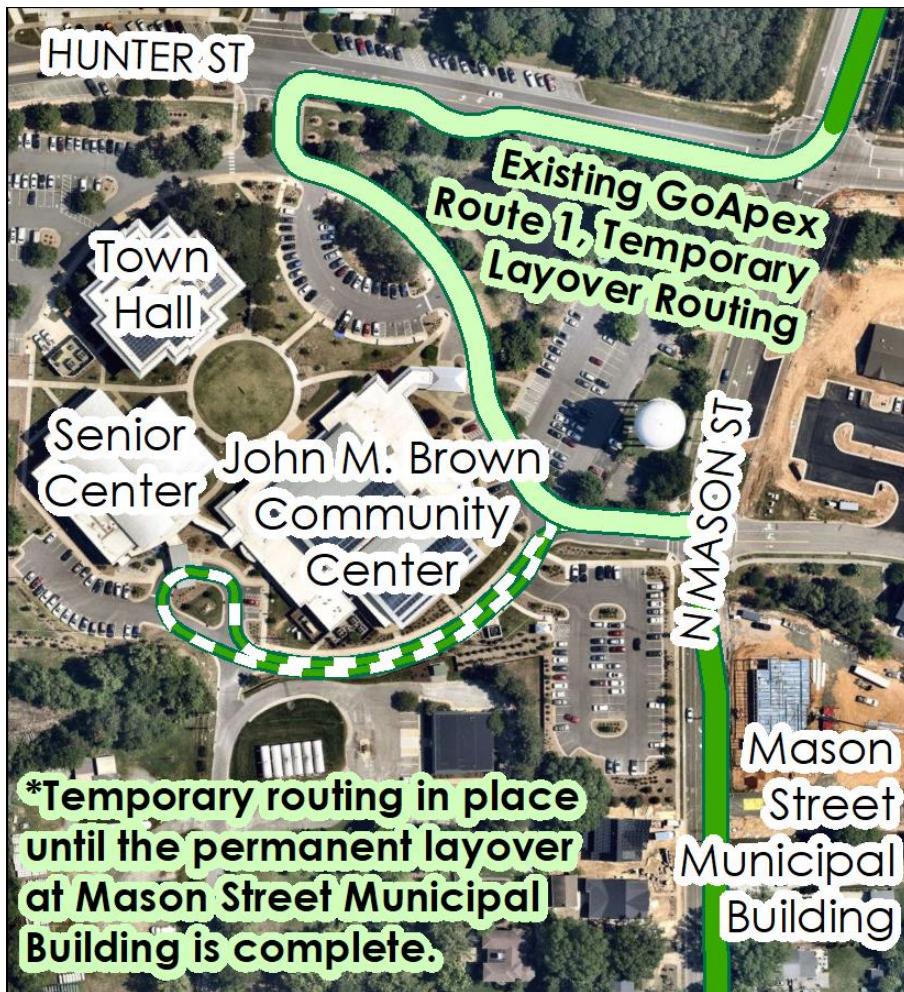 HUNTER ST
Existing GoApex
Route 1, Temporary
Layover Routing
Town
Hall
Senior
Center
John M. Brown
Community
Center
N MASON ST
Mason
Street
Municipal
Building
*Temporary routing in place
until the permanent layover
at Mason Street Municipal
Building is complete.